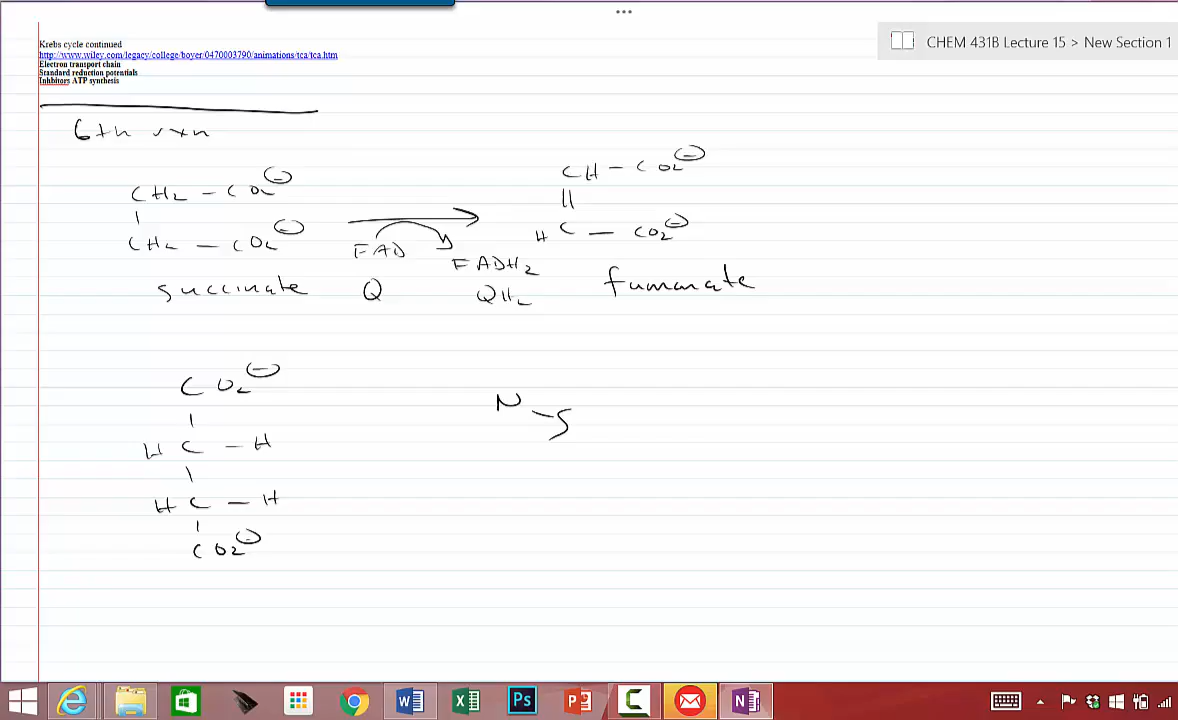 CHEM 431B Lecture 15 > New Section 1
Krebs cycle continued
http://www.wiley.com/legacy/college/boyer/0470003790/animations/tca/tca.htm
Electron transport chain
Standard reduction potentials
Inhbitors ATP synthesis
6th rxn
CH2 - CO2⊖
CH2 - CO2⊖
FAD
FADH2
succinate
Q
QH2
CH - CO2⊖
||
H C - CO2⊖
fumarate
CO2⊖
H C - H
H C - H
CO2⊖
N